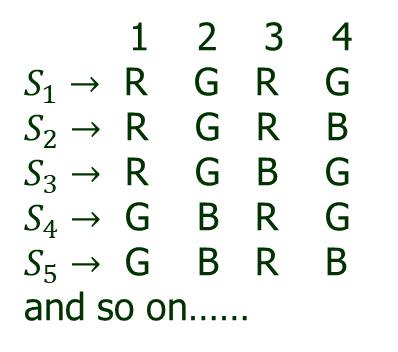 1 2 3 4
S₁ → R G R G
S₂ → R G R B
S₃ → R G B G
S₄ → G B R G
S₅ → G B R B
and so on......